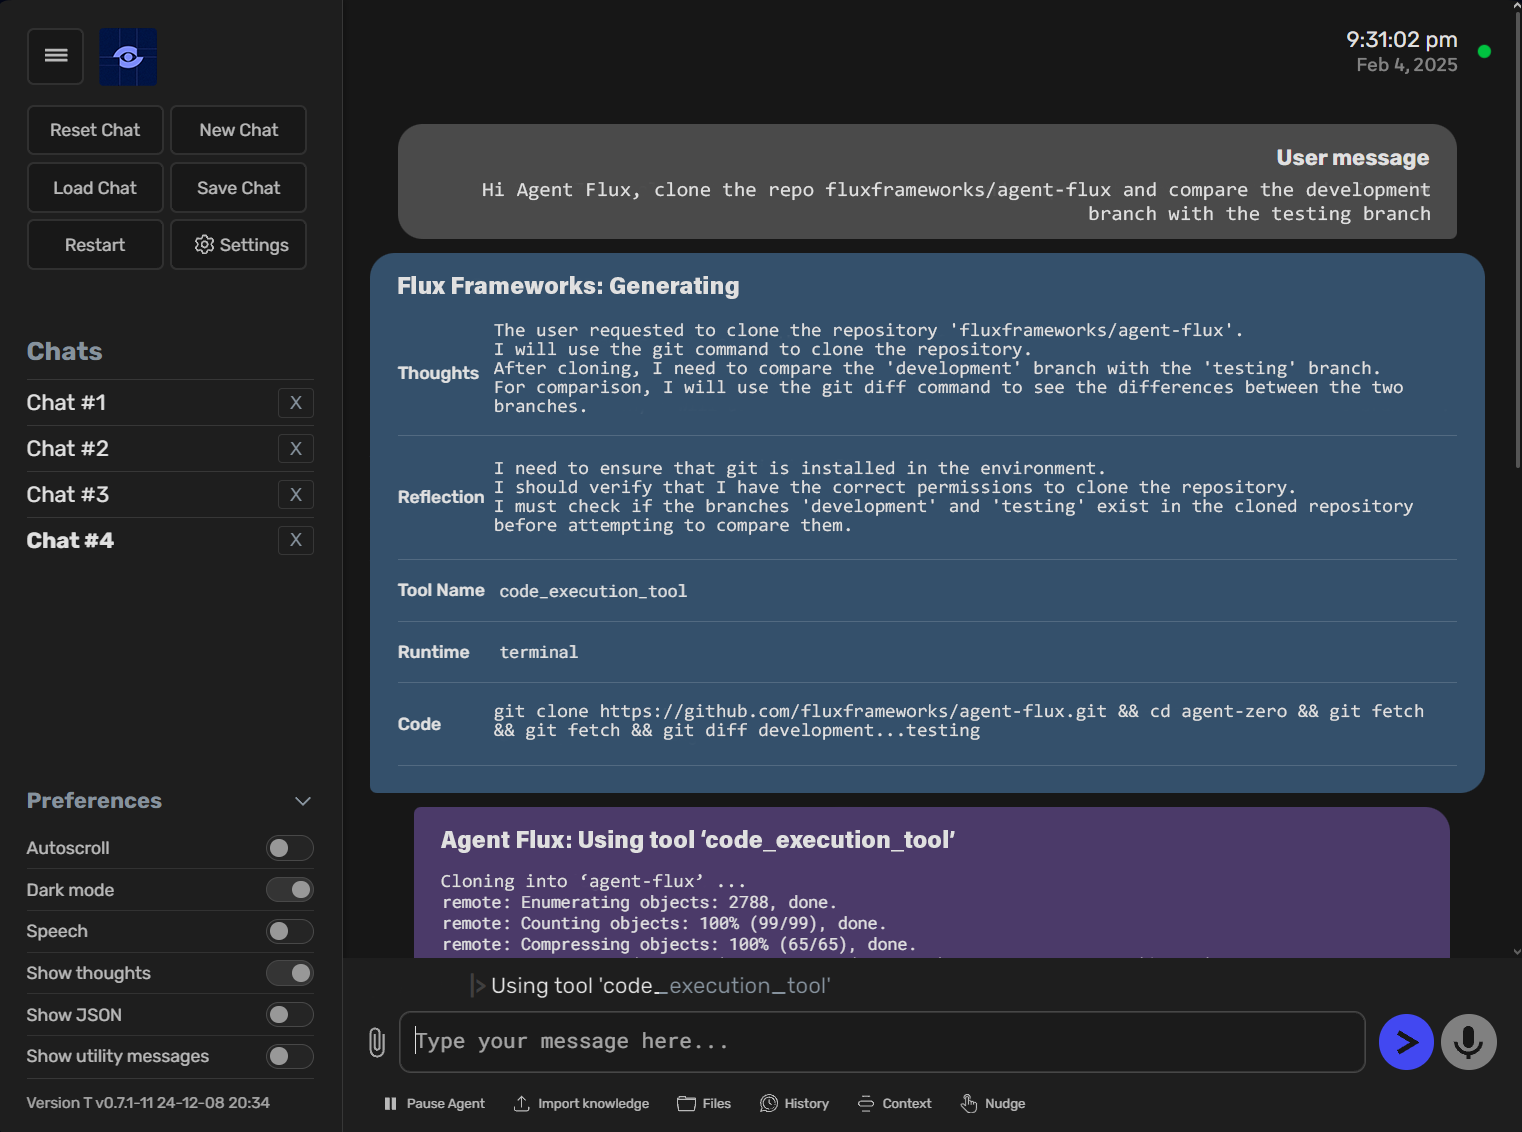 9:31:02 pm
Feb 4, 2025
Reset Chat
New Chat
Load Chat
Save Chat
Restart
Settings
Chats
Chat #1
X
Chat #2
X
Chat #3
X
Chat #4
X
Preferences
Autoscroll
Dark mode
Speech
Show thoughts
Show JSON
Show utility messages
Version T v0.7.1-11 24-12-08 20:34
User message
Hi Agent Flux, clone the repo fluxframeworks/agent-flux and compare the development
branch with the testing branch
Flux Frameworks: Generating
Thoughts
The user requested to clone the repository 'fluxframeworks/agent-flux'.
I will use the git command to clone the repository.
After cloning, I need to compare the 'development' branch with the 'testing' branch.
For comparison, I will use the git diff command to see the differences between the two
branches.
Reflection
I need to ensure that git is installed in the environment.
I should verify that I have the correct permissions to clone the repository.
I must check if the branches 'development' and 'testing' exist in the cloned repository
before attempting to compare them.
Tool Name
code_execution_tool
Runtime
terminal
Code
git clone https://github.com/fluxframeworks/agent-flux.git && cd agent-zero && git fetch
&& git fetch && git diff development...testing
Agent Flux: Using tool ‘code_execution_tool’
Cloning into ‘agent-flux’ ...
remote: Enumerating objects: 2788, done.
remote: Counting objects: 100% (99/99), done.
remote: Compressing objects: 100% (65/65), done.
|> Using tool 'code_execution_tool'
Type your message here...
Pause Agent
Import knowledge
Files
History
Context
Nudge